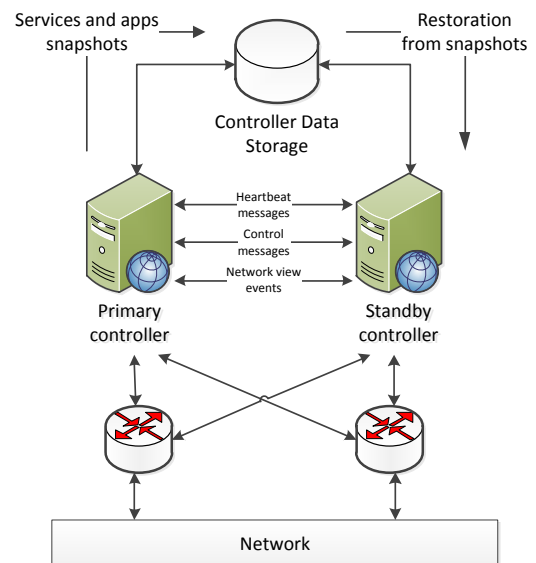 Services and apps
snapshots
Restoration
from snapshots
Controller Data
Storage
Heartbeat
messages
Control
messages
Network view
events
Primary
controller
Standby
controller
Network